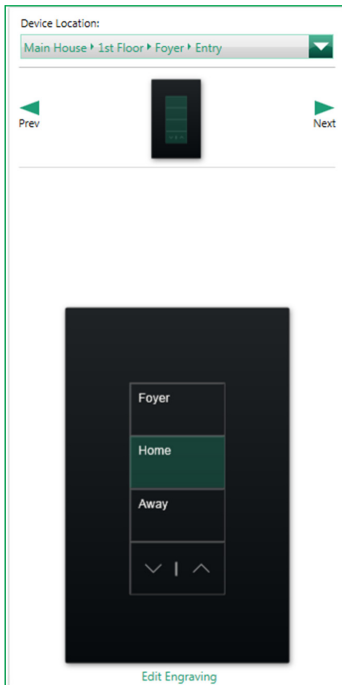 Device Location:
Main House ‣ 1st Floor ‣ Foyer ‣ Entry
Prev
Next
Foyer
Home
Away
Edit Engraving